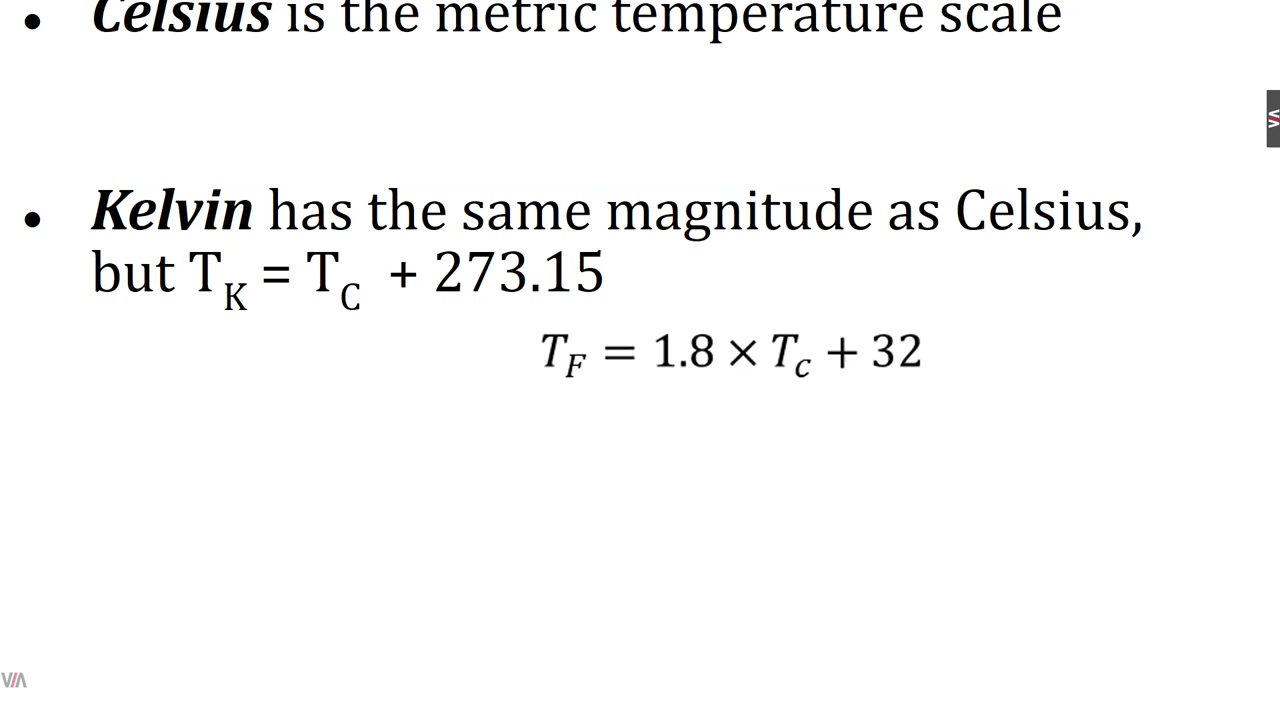 • Celsius is the metric temperature scale
• Kelvin has the same magnitude as Celsius,
but T_K = T_C + 273.15
T_F = 1.8 × T_c + 32
VIA